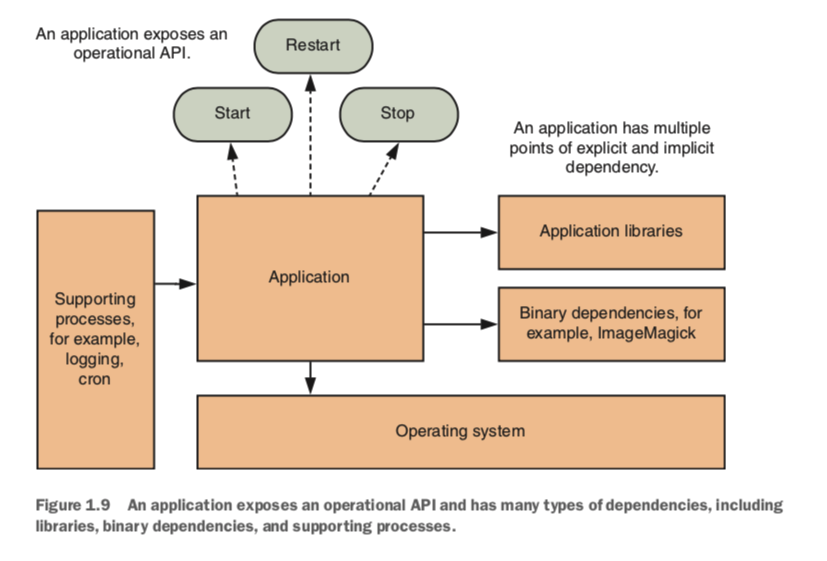 An application exposes an
operational API.
Restart
Start
Stop
An application has multiple
points of explicit and implicit
dependency.
Supporting
processes,
for example,
logging,
cron
Application
Application libraries
Binary dependencies, for
example, ImageMagick
Operating system
Figure 1.9 An application exposes an operational API and has many types of dependencies, including
libraries, binary dependencies, and supporting processes.